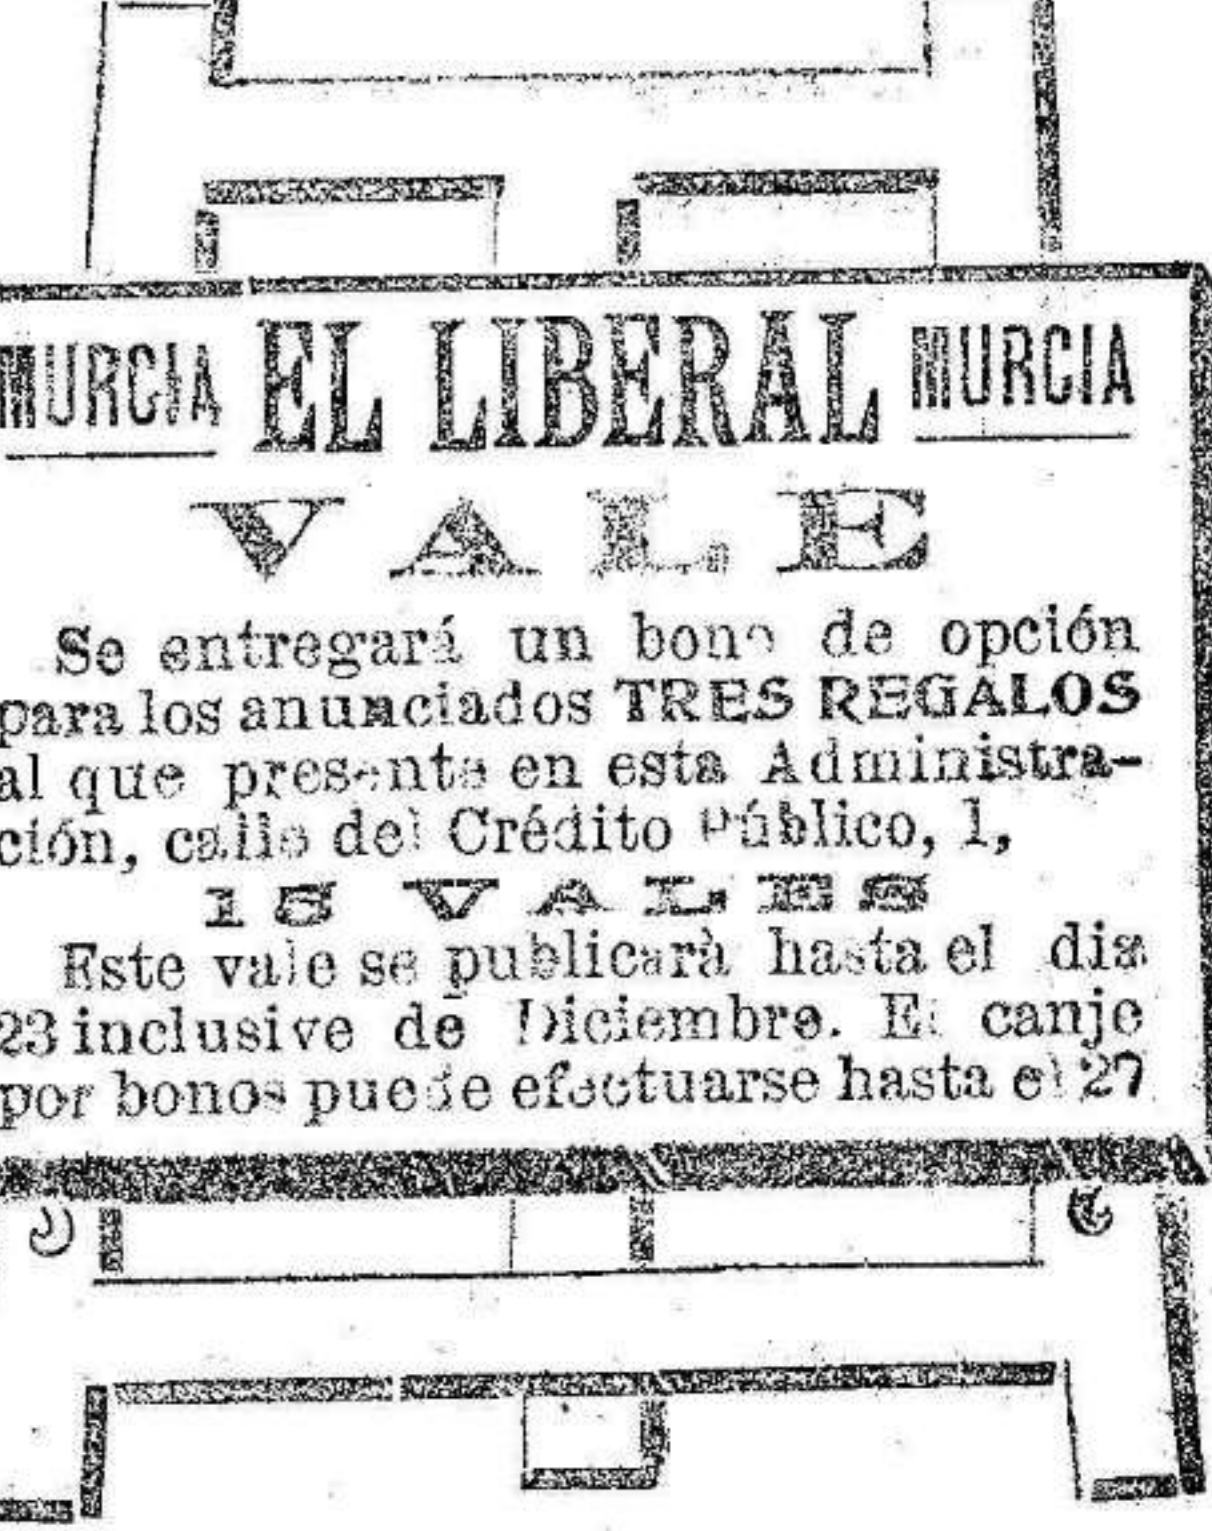 MURCIA EL LIBERAL MURCIA
VALE
Se entregará un bono de opción
para los anunciados TRES REGALOS
al que presente en esta Administra-
ción, calle del Crédito Público, 1,
15 VALES
Este vale se publicarà hasta el dia
23 inclusive de Diciembre. El canje
por bonos puede efectuarse hasta el 27